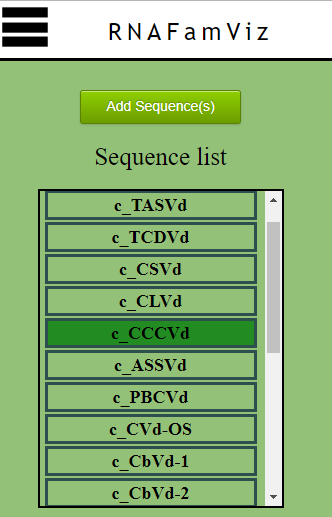 RNAFamViz
Add Sequence(s)
Sequence list
c_TASVd
c_TCDVd
c_CSVd
c_CLVd
c_CCCVd
c_ASSVd
c_PBCVd
c_CVd-OS
c_CbVd-1
c_CbVd-2